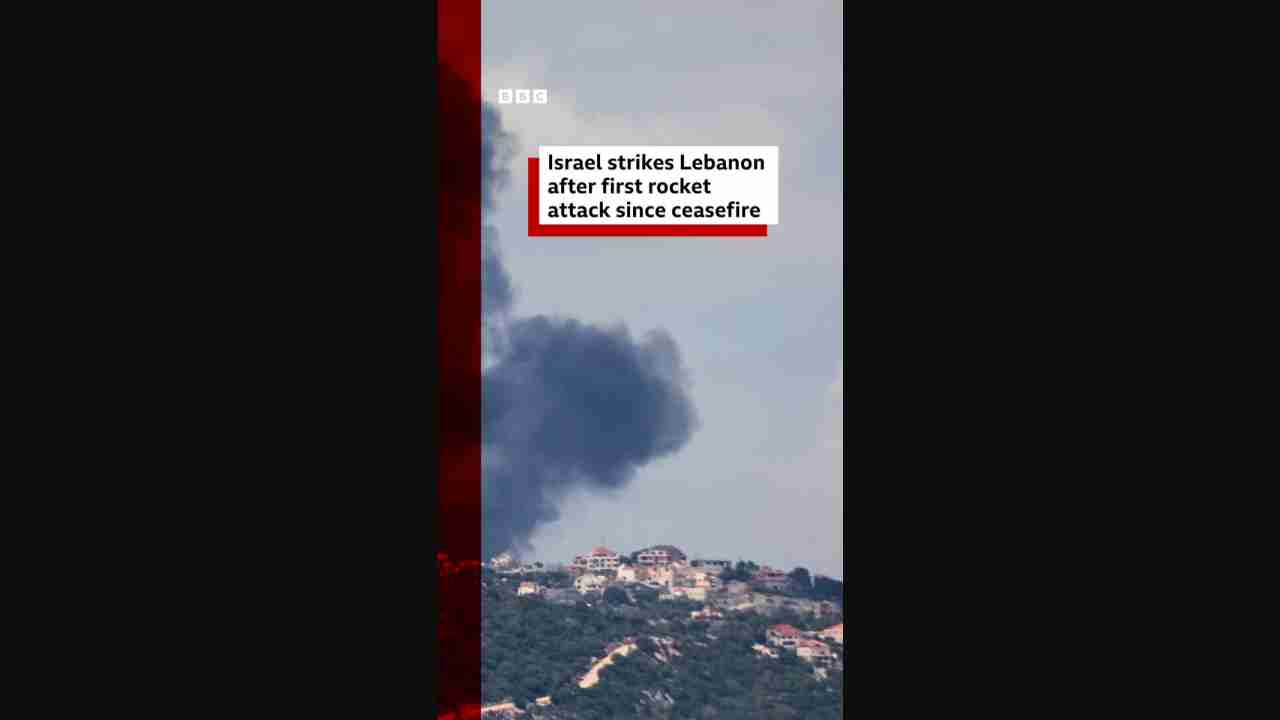 BBC
Israel strikes Lebanon
after first rocket
attack since ceasefire